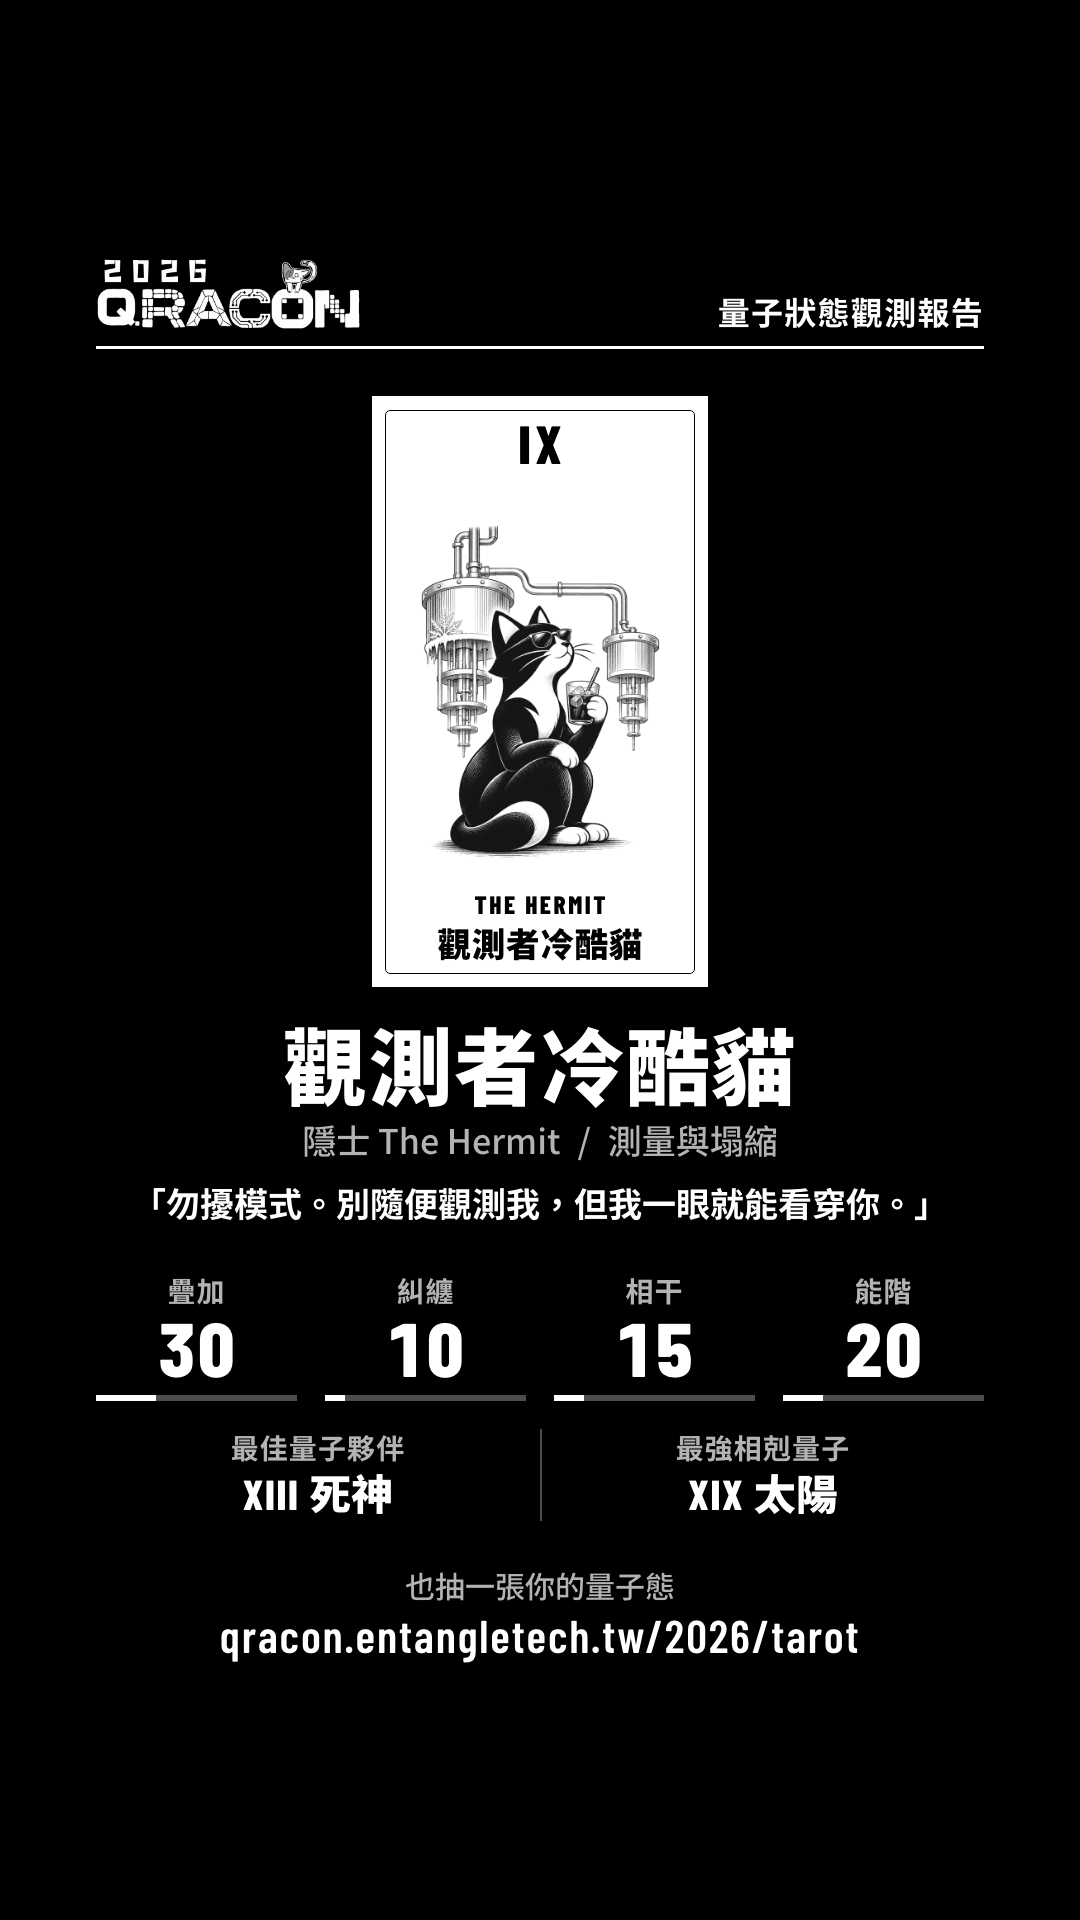 2026
QRACON
量子狀態觀測報告
IX
THE HERMIT
觀測者冷酷貓
觀測者冷酷貓
隱士 The Hermit / 測量與塌縮
「勿擾模式。別隨便觀測我，但我一眼就能看穿你。」
疊加 糾纏 相干 能階
30 10 15 20
最佳量子夥伴 最強相剋量子
XIII 死神 XIX 太陽
也抽一張你的量子態
qracon.entangletech.tw/2026/tarot